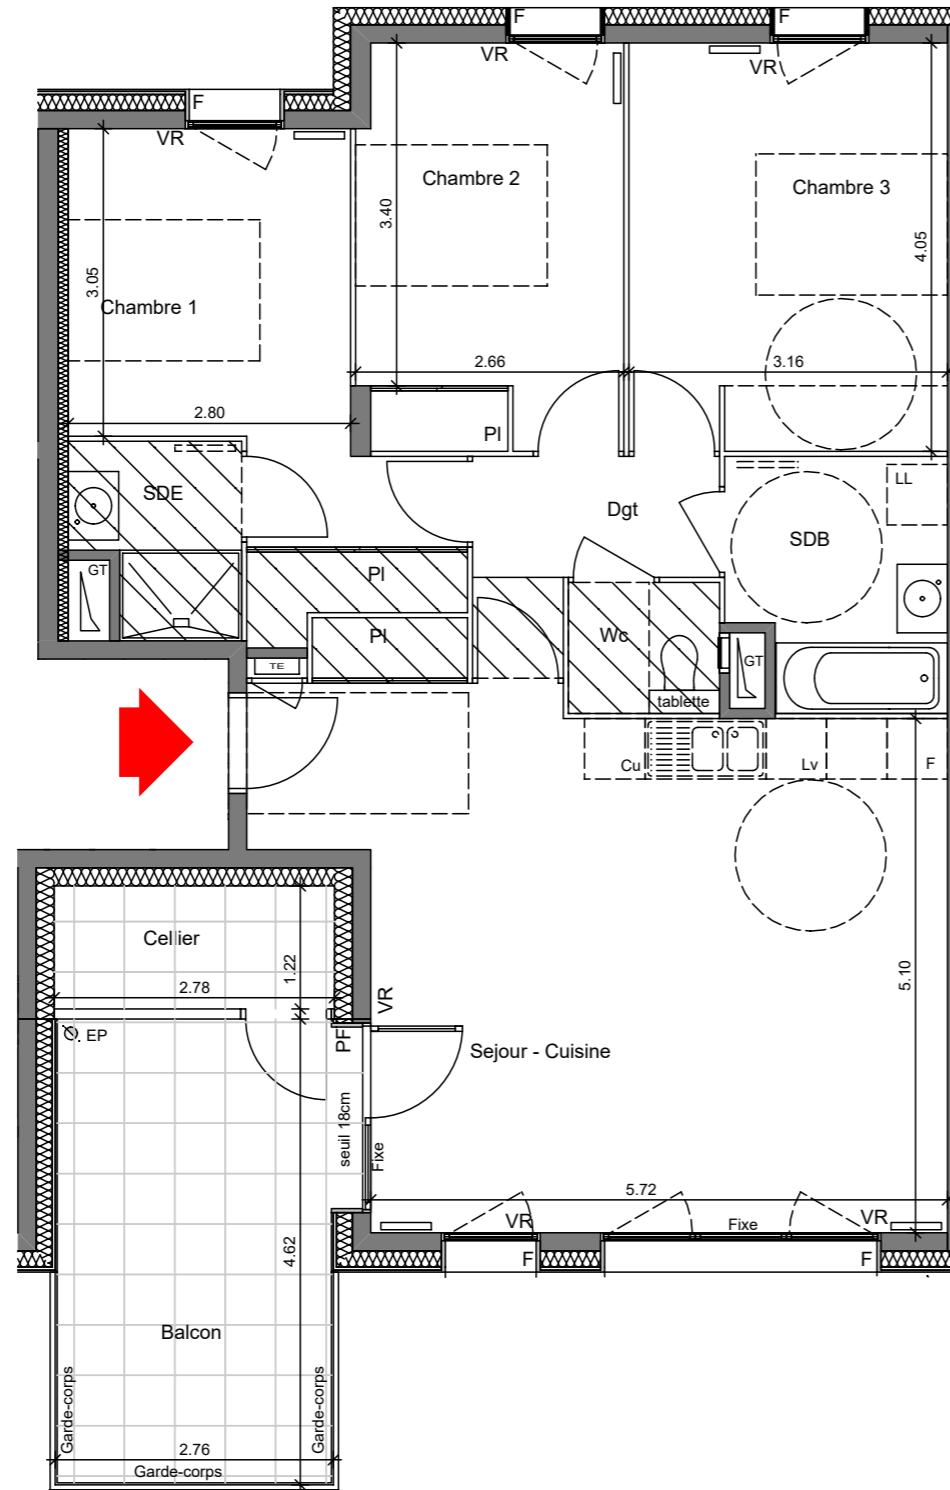 F
F
VR
VR
F
VR
Chambre 2
Chambre 3
3.40
4.05
3.05
Chambre 1
2.66
3.16
2.80
Pl
SDE
LL
Dgt
SDB
GT
Pl
Pl
Wc
GT
TE
tablette
Cu
Lv
F
Cellier
1.22
2.78
VR
5.10
EP
PF
Sejour - Cuisine
seuil 18cm
Fixe
5.72
VR
Fixe
VR
4.62
F
F
Balcon
Garde-corps
Garde-corps
2.76
Garde-corps